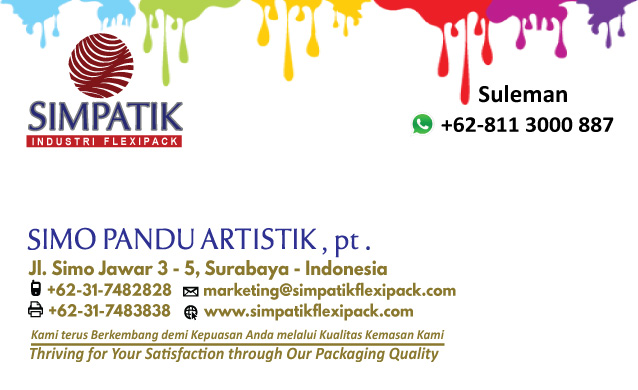 SIMPATIK
INDUSTRI FLEXIPACK
Suleman
+62-811 3000 887
SIMO PANDU ARTISTIK , pt .
Jl. Simo Jawar 3 - 5, Surabaya - Indonesia
+62-31-7482828 marketing@simpatikflexipack.com
+62-31-7483838 www.simpatikflexipack.com
Kami terus Berkembang demi Kepuasan Anda melalui Kualitas Kemasan Kami
Thriving for Your Satisfaction through Our Packaging Quality